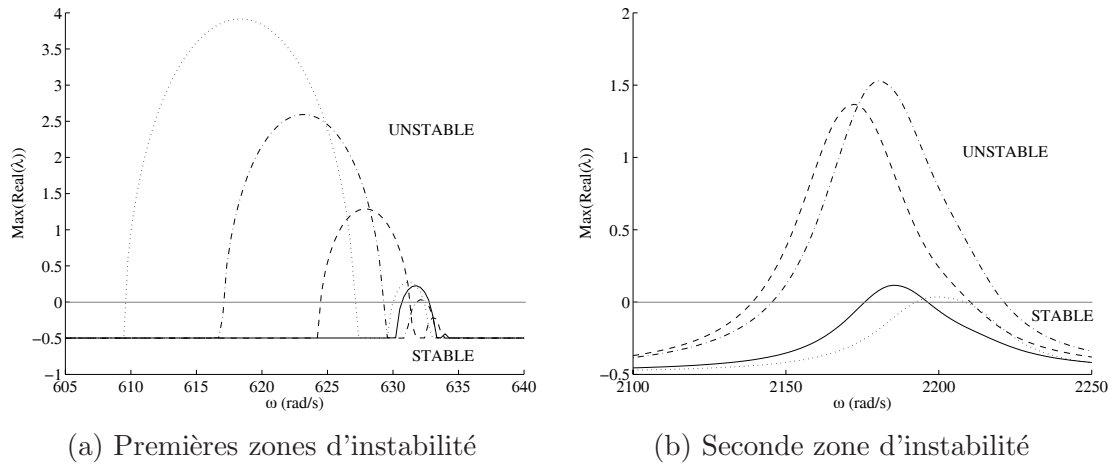 4
3.5
3
2.5
2
1.5
1
0.5
0
−0.5
−1
605
610
615
620
625
630
635
640
Max(Real(λ))
ω (rad/s)
UNSTABLE
STABLE
(a) Premières zones d'instabilité
2
1.5
1
0.5
0
−0.5
2100
2150
2200
2250
Max(Real(λ))
ω (rad/s)
UNSTABLE
STABLE
(b) Seconde zone d'instabilité